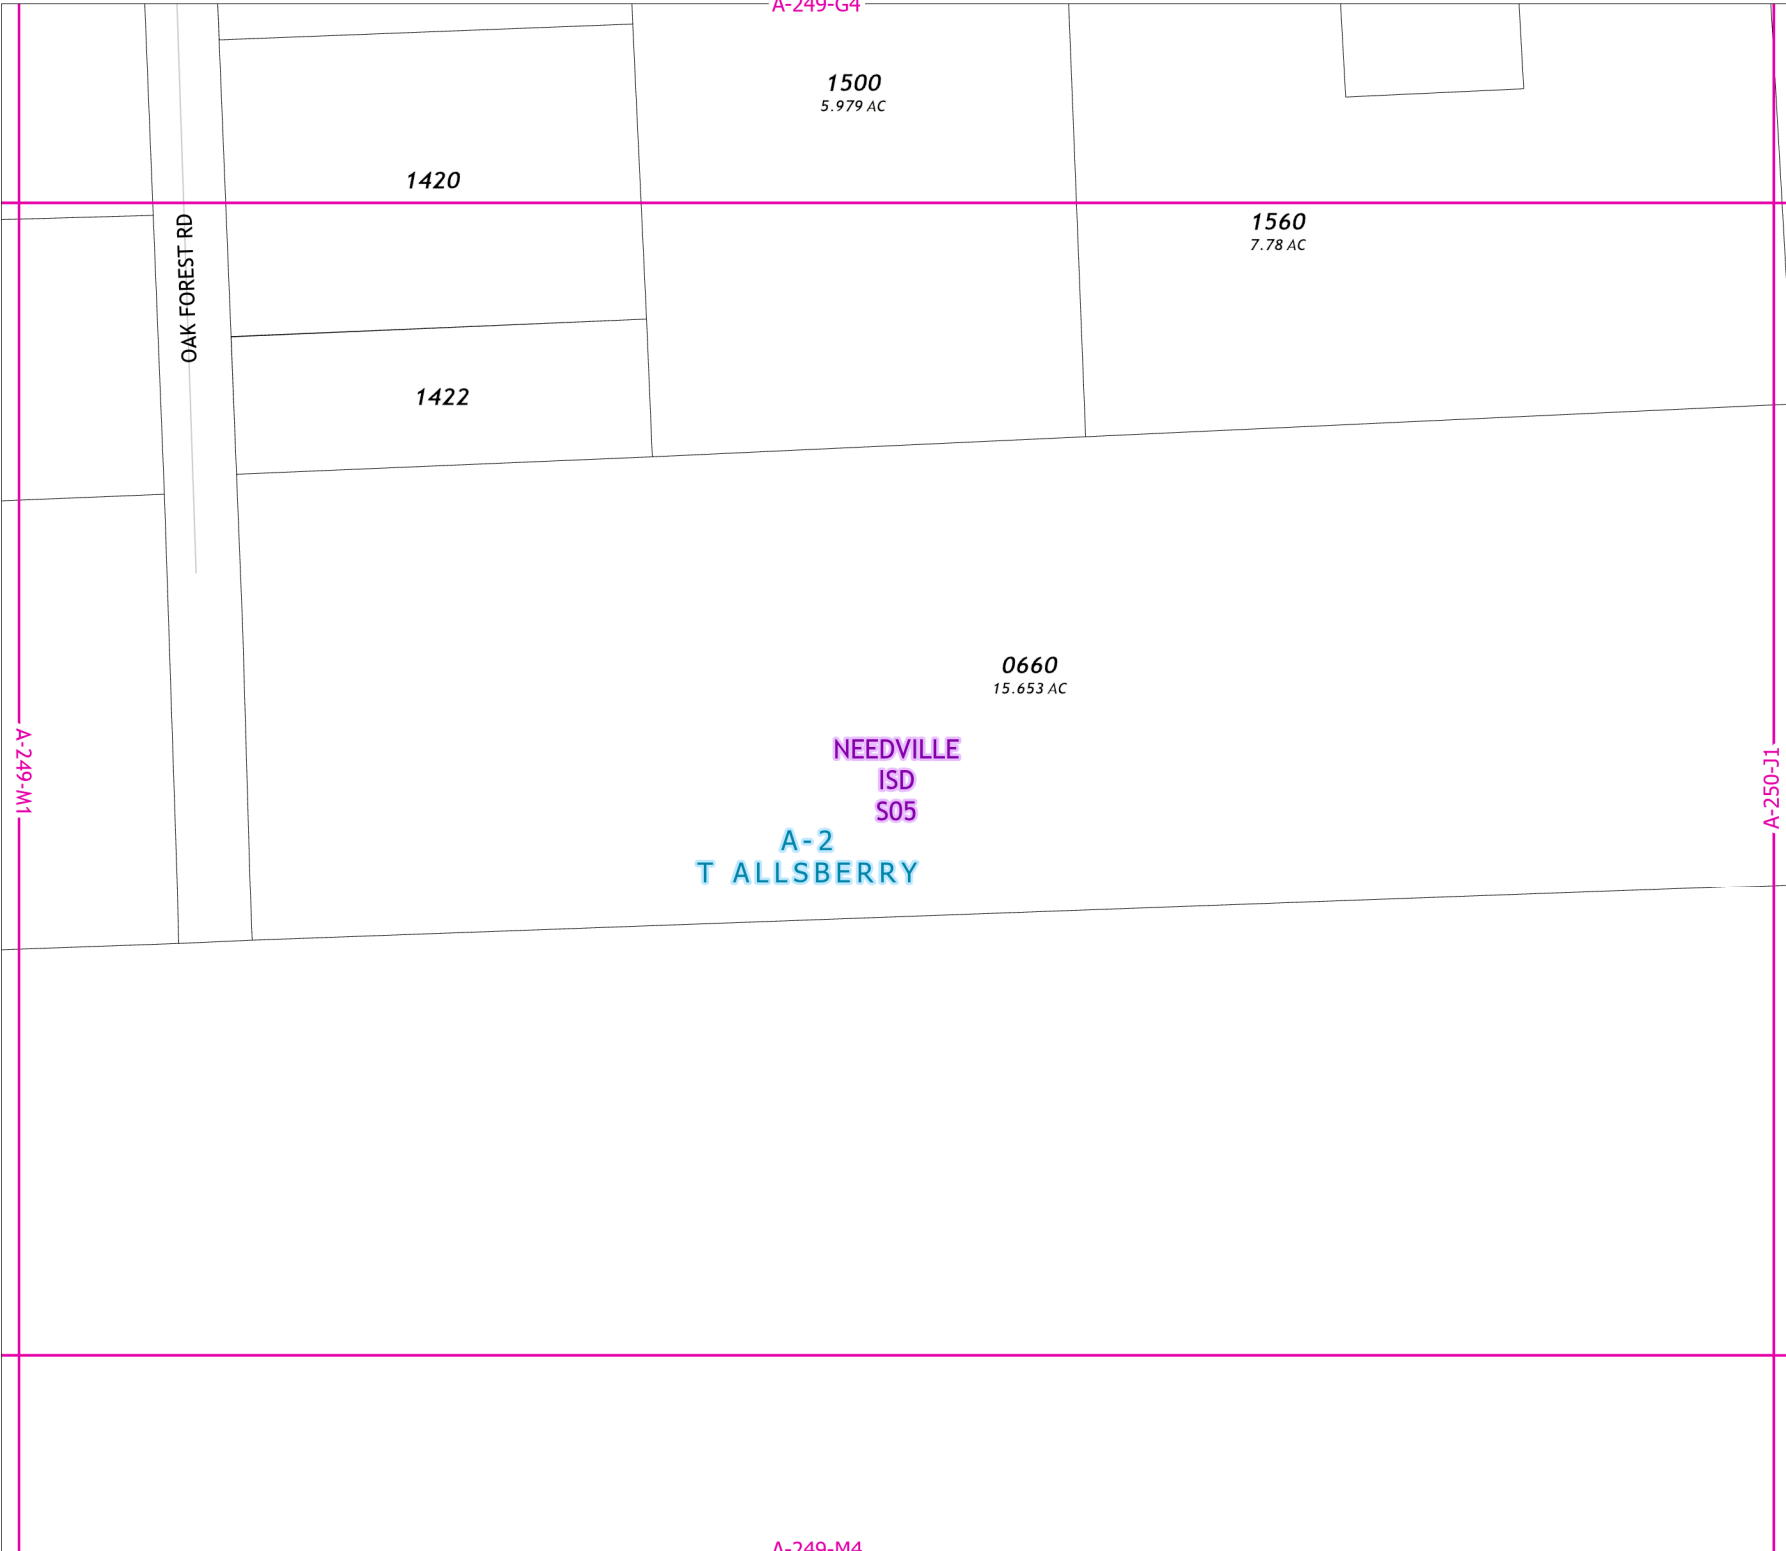 A-249-G4
1500
5.979 AC
1420
1560
7.78 AC
OAK FOREST RD
1422
0660
15.653 AC
NEEDVILLE
ISD
S05
A-2
T ALLSBERRY
A-249-M1
A-250-J1
A-249-M4